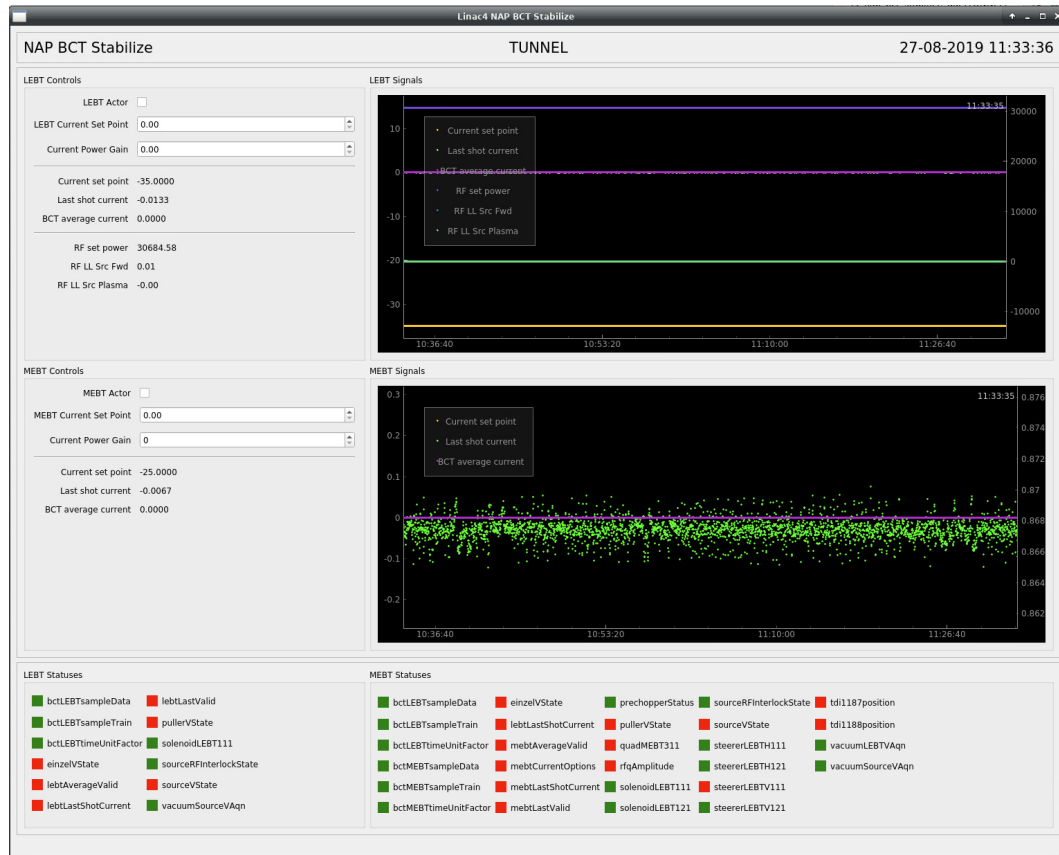 Linac4 NAP BCT Stabilize
NAP BCT Stabilize TUNNEL 27-08-2019 11:33:36
LEBT Controls
LEBT Actor
LEBT Current Set Point 0.00
Current Power Gain 0.00
Current set point -35.0000
Last shot current -0.0133
BCT average current 0.0000
RF set power 30684.58
RF LL Src Fwd 0.01
RF LL Src Plasma -0.00
LEBT Signals
11:33:35
10
0
-10
-20
-30
30000
20000
10000
0
-10000
Current set point
Last shot current
BCT average current
RF set power
RF LL Src Fwd
RF LL Src Plasma
10:36:40 10:53:20 11:10:00 11:26:40
MEBT Controls
MEBT Actor
MEBT Current Set Point 0.00
Current Power Gain 0
Current set point -25.0000
Last shot current -0.0067
BCT average current 0.0000
MEBT Signals
11:33:35
0.3
0.2
0.1
0
-0.1
-0.2
0.876
0.874
0.872
0.87
0.868
0.866
0.864
0.862
Current set point
Last shot current
BCT average current
10:36:40 10:53:20 11:10:00 11:26:40
LEBT Statuses
bctLEBTsampleData lebtLastValid
bctLEBTsampleTrain pullerVState
bctLEBTtimeUnitFactor solenoidLEBT111
einzelVState sourceRFInterlockState
lebtAverageValid sourceVState
lebtLastShotCurrent vacuumSourceVAqn
MEBT Statuses
bctLEBTsampleData einzelVState prechopperStatus sourceRFInterlockState tdi1187position
bctLEBTsampleTrain lebtLastShotCurrent pullerVState sourceVState tdi1188position
bctLEBTtimeUnitFactor mebtAverageValid quadMEBT311 steererLEBTH111 vacuumLEBTVAqn
bctMEBTsampleData mebtCurrentOptions rfqAmplitude steererLEBTH121 vacuumSourceVAqn
bctMEBTsampleTrain mebtLastShotCurrent solenoidLEBT111 steererLEBTV111
bctMEBTtimeUnitFactor mebtLastValid solenoidLEBT121 steererLEBTV121